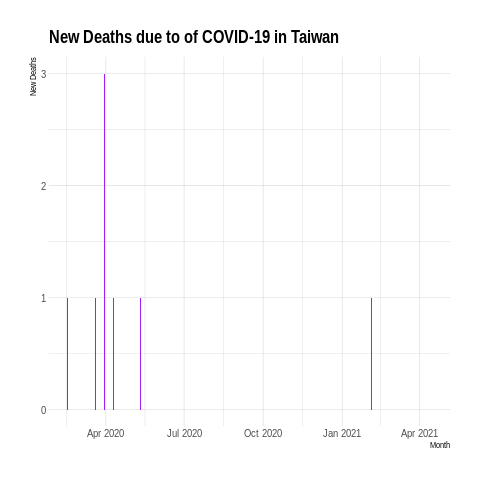 New Deaths due to of COVID-19 in Taiwan
New Deaths
3
2
1
0
Apr 2020 Jul 2020 Oct 2020 Jan 2021 Apr 2021
Month